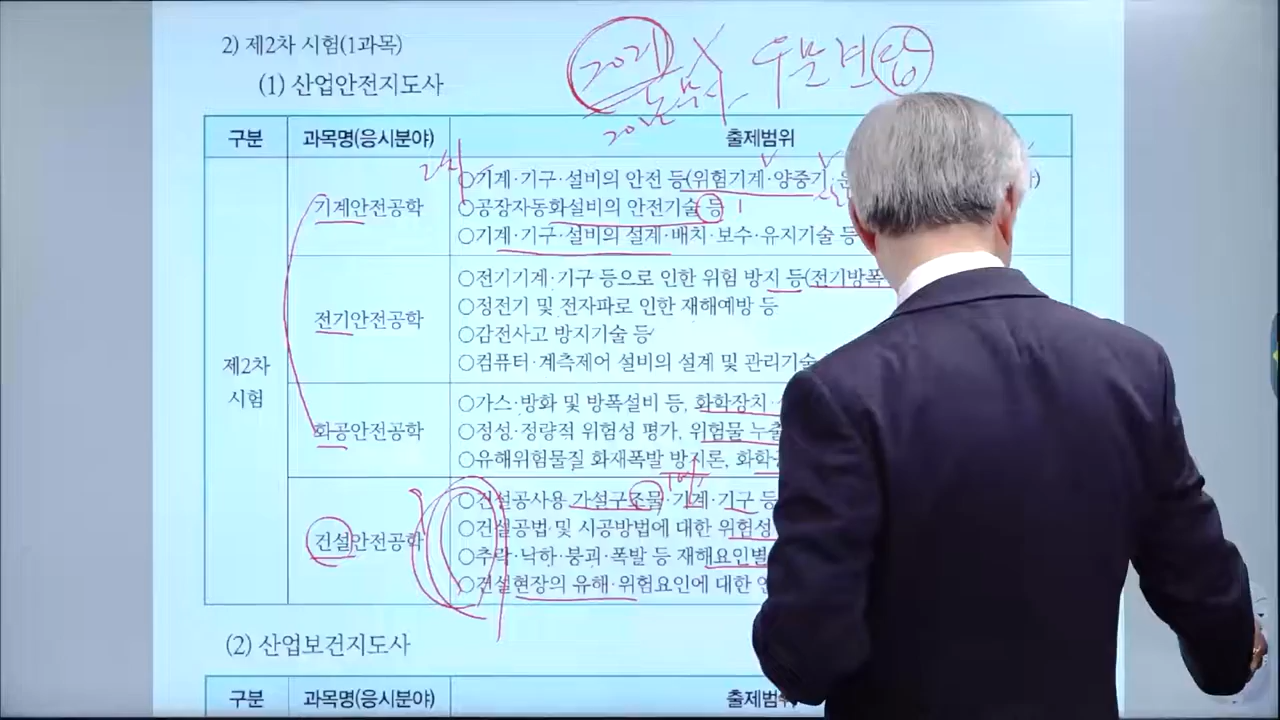 2) 제2차 시험(1과목)
(1) 산업안전지도사
구분 과목명(응시분야) 출제범위
제2차
시험
기계안전공학
○기계·기구·설비의 안전 등(위험기계·양중기·운
○공장자동화설비의 안전기술 등
○기계·기구·설비의 설계·배치·보수·유지기술 등
전기안전공학
○전기기계·기구 등으로 인한 위험 방지 등(전기방폭
○정전기 및 전자파로 인한 재해예방 등
○감전사고 방지기술 등
○컴퓨터·계측제어 설비의 설계 및 관리기술
화공안전공학
○가스·방화 및 방폭설비 등, 화학장치·
○정성·정량적 위험성 평가, 위험물 누출
○유해위험물질 화재폭발 방지론, 화학
건설안전공학
○건설공사용 가설구조물·기계·기구 등
○건설공법 및 시공방법에 대한 위험성
○추락·낙하·붕괴·폭발 등 재해요인별
○건설현장의 유해·위험요인에 대한
(2) 산업보건지도사
구분 과목명(응시분야) 출제범위